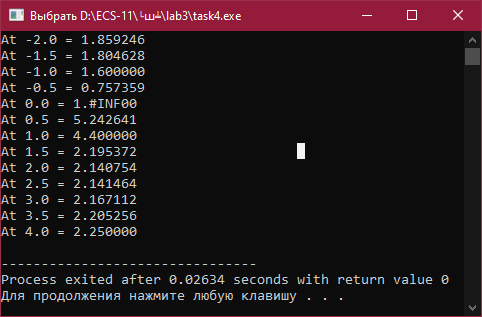 Выбрать D:\ECS-11\└ш╨\lab3\task4.exe
At -2.0 = 1.859246
At -1.5 = 1.804628
At -1.0 = 1.600000
At -0.5 = 0.757359
At 0.0 = 1.#INF00
At 0.5 = 5.242641
At 1.0 = 4.400000
At 1.5 = 2.195372
At 2.0 = 2.140754
At 2.5 = 2.141464
At 3.0 = 2.167112
At 3.5 = 2.205256
At 4.0 = 2.250000
--------------------------------
Process exited after 0.02634 seconds with return value 0
Для продолжения нажмите любую клавишу . . .